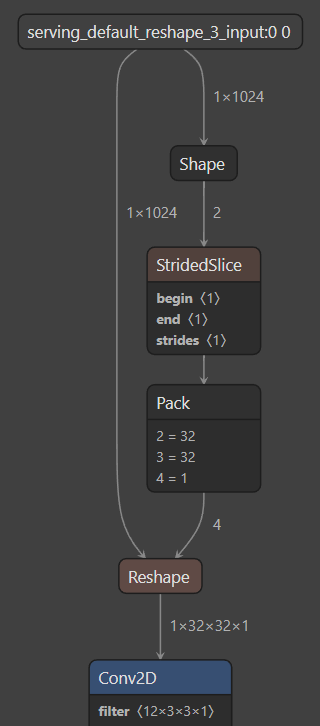 serving_default_reshape_3_input:0 0
1×1024
Shape
1×1024
2
StridedSlice
begin 〈1〉
end 〈1〉
strides 〈1〉
Pack
2 = 32
3 = 32
4 = 1
4
Reshape
1×32×32×1
Conv2D
filter 〈12×3×3×1〉